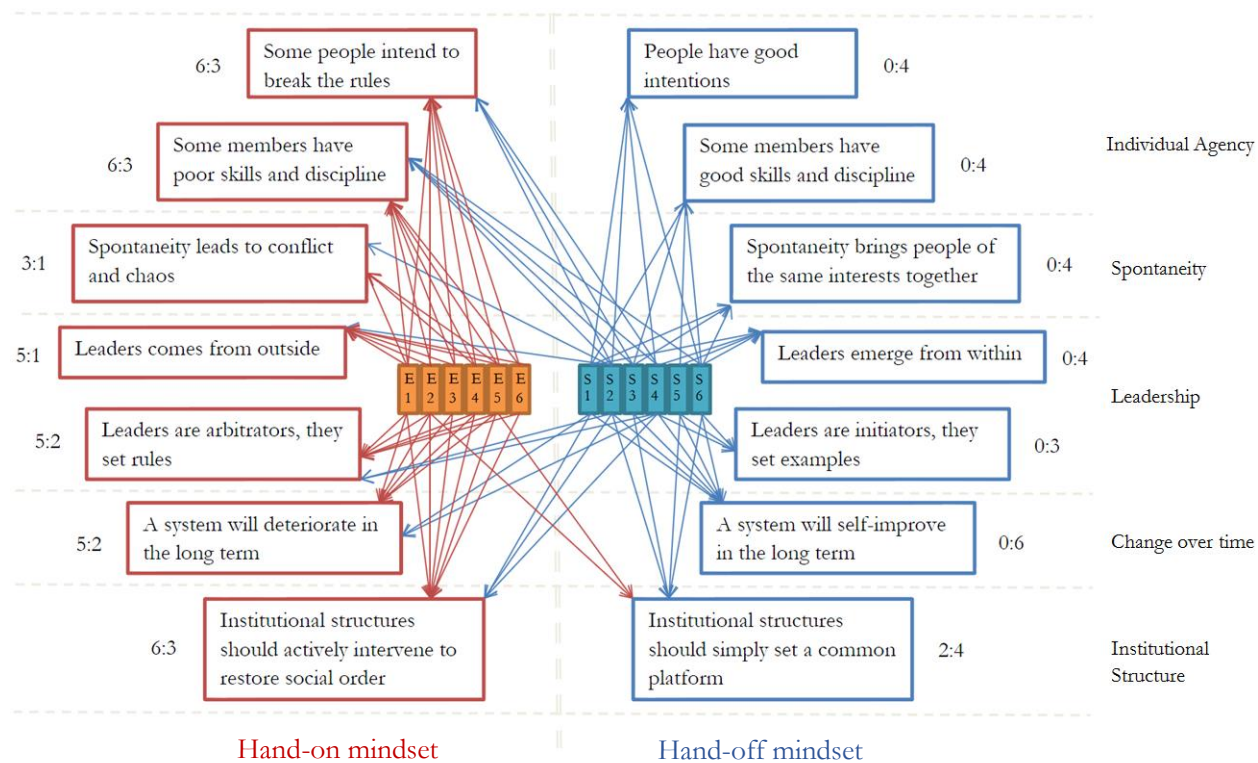 6:3
Some people intend to
break the rules
People have good
intentions
0:4
6:3
Some members have
poor skills and discipline
Some members have
good skills and discipline
0:4
Individual Agency
3:1
Spontaneity leads to conflict
and chaos
Spontaneity brings people of
the same interests together
0:4
Spontaneity
5:1
Leaders comes from outside
Leaders emerge from within
0:4
E E E E E E
1 2 3 4 5 6
S S S S S S
1 2 3 4 5 6
Leadership
5:2
Leaders are arbitrators, they
set rules
Leaders are initiators, they
set examples
0:3
5:2
A system will deteriorate in
the long term
A system will self-improve
in the long term
0:6
Change over time
6:3
Institutional structures
should actively intervene to
restore social order
Institutional structures
should simply set a common
platform
2:4
Institutional
Structure
Hand-on mindset
Hand-off mindset